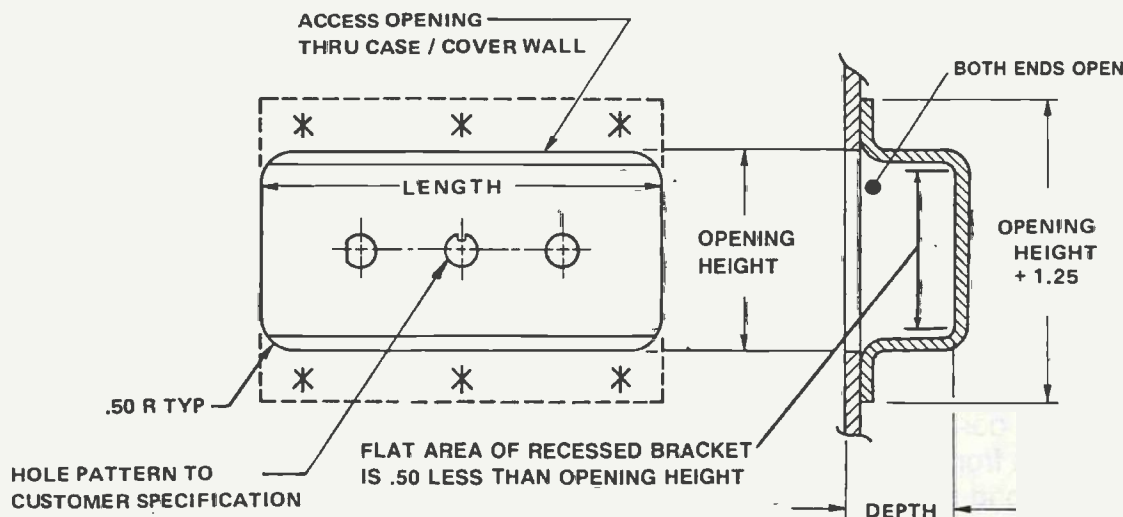 ACCESS OPENING
THRU CASE / COVER WALL
BOTH ENDS OPEN
LENGTH
OPENING
HEIGHT
OPENING
HEIGHT
+ 1.25
.50 R TYP
FLAT AREA OF RECESSED BRACKET
IS .50 LESS THAN OPENING HEIGHT
HOLE PATTERN TO
CUSTOMER SPECIFICATION
DEPTH